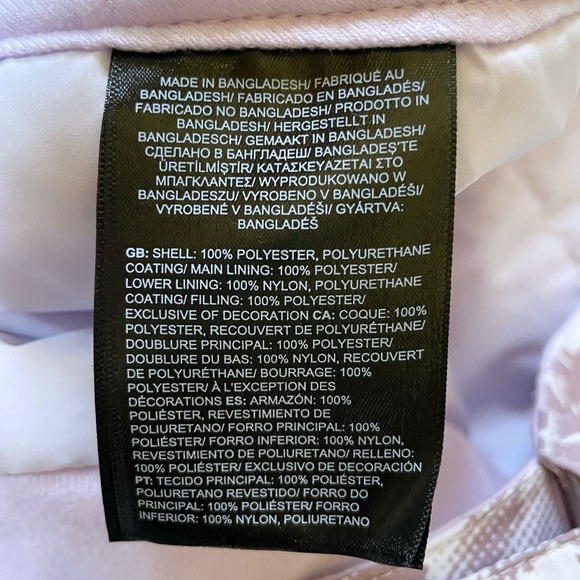 MADE IN BANGLADESH/ FABRIQUÉ AU
BANGLADESH/ FABRICADO EN BANGLADÉS/
FABRICADO NO BANGLADESH/ PRODOTTO IN
BANGLADESH/ HERGESTELLT IN
BANGLADESCH/ GEMAAKT IN BANGLADESH/
СДЕЛАНО В БАНГЛАДЕШ/ BANGLADEŞ'TE
ÜRETİLMİŞTİR/ ΚΑΤΑΣΚΕΥΑΖΕΤΑΙ ΣΤΟ
ΜΠΑΓΚΛΑΝΤΕΣ/ WYPRODUKOWANO W
BANGLADESZU/ VYROBENO V BANGLADÉŠI/
VYROBENÉ V BANGLADÉŠI/ GYÁRTVA:
BANGLADÉŠ
GB: SHELL: 100% POLYESTER, POLYURETHANE
COATING/ MAIN LINING: 100% POLYESTER/
LOWER LINING: 100% NYLON, POLYURETHANE
COATING/ FILLING: 100% POLYESTER/
EXCLUSIVE OF DECORATION CA: COQUE: 100%
POLYESTER, RECOUVERT DE POLYURÉTHANE/
DOUBLURE PRINCIPAL: 100% POLYESTER/
DOUBLURE DU BAS: 100% NYLON, RECOUVERT
DE POLYURÉTHANE/ BOURRAGE: 100%
POLYESTER/ À L'EXCEPTION DES
DÉCORATIONS ES: ARMAZÓN: 100%
POLIÉSTER, REVESTIMIENTO DE
POLIURETANO/ FORRO PRINCIPAL: 100%
POLIÉSTER/ FORRO INFERIOR: 100% NYLON,
REVESTIMIENTO DE POLIURETANO/ RELLENO:
100% POLIÉSTER/ EXCLUSIVO DE DECORACIÓN
PT: TECIDO PRINCIPAL: 100% POLIÉSTER,
POLIURETANO REVESTIDO/ FORRO DO
PRINCIPAL: 100% POLIÉSTER/ FORRO
INFERIOR: 100% NYLON, POLIURETANO